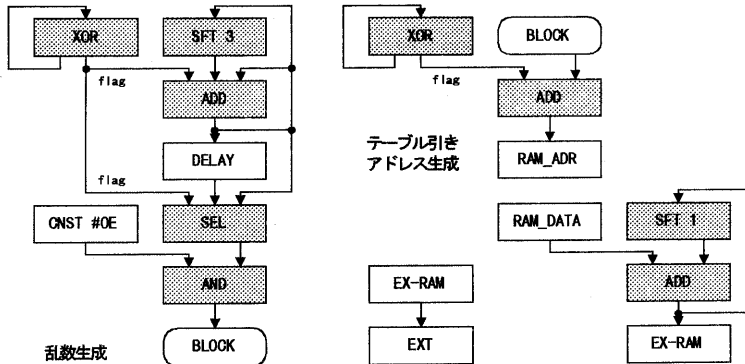 XOR
SFT 3
flag
ADD
DELAY
flag
CNST #0E
SEL
AND
乱数生成
BLOCK
XOR
BLOCK
flag
ADD
テーブル引き
アドレス生成
RAM_ADR
RAM_DATA
SFT 1
ADD
EX-RAM
EX-RAM
EXT